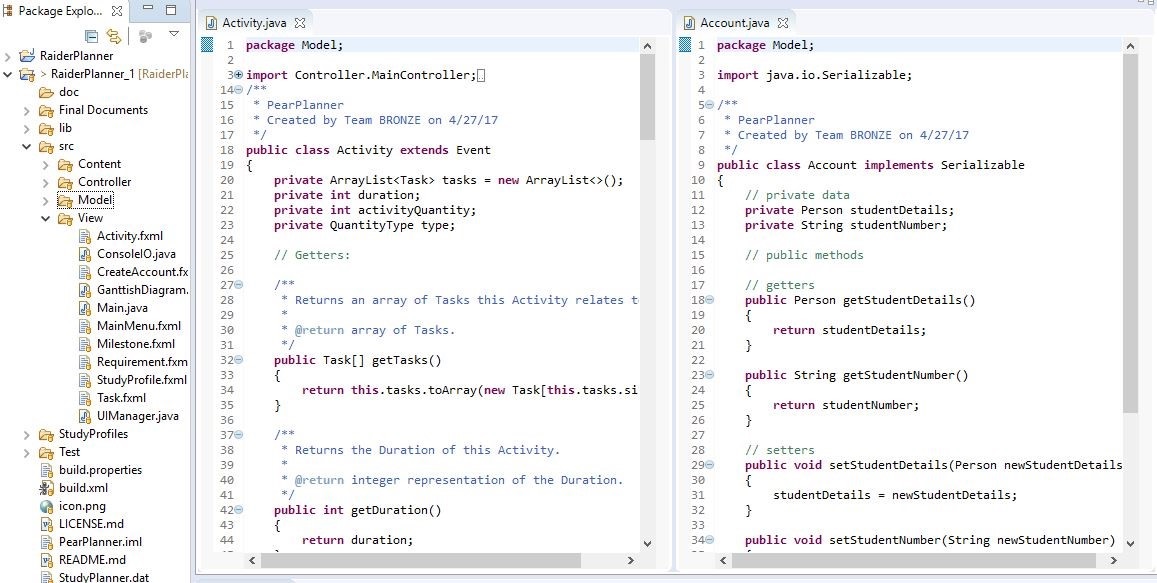 Package Explo...
RaiderPlanner
> RaiderPlanner_1 [RaiderPla
doc
Final Documents
lib
src
Content
Controller
Model
View
Activity.fxml
ConsoleIO.java
CreateAccount.fx
GanttishDiagram.
Main.java
MainMenu.fxml
Milestone.fxml
Requirement.fxm
StudyProfile.fxml
Task.fxml
UIManager.java
StudyProfiles
Test
build.properties
build.xml
icon.png
LICENSE.md
PearPlanner.iml
README.md
StudyPlanner.dat
Activity.java
1 package Model;
2
3 import Controller.MainController;
14 /**
15 * PearPlanner
16 * Created by Team BRONZE on 4/27/17
17 */
18 public class Activity extends Event
19 {
20 private ArrayList<Task> tasks = new ArrayList<>();
21 private int duration;
22 private int activityQuantity;
23 private QuantityType type;
24
25 // Getters:
26
27 /**
28 * Returns an array of Tasks this Activity relates to
29 *
30 * @return array of Tasks.
31 */
32 public Task[] getTasks()
33 {
34 return this.tasks.toArray(new Task[this.tasks.si
35 }
36
37 /**
38 * Returns the Duration of this Activity.
39 *
40 * @return integer representation of the Duration.
41 */
42 public int getDuration()
43 {
44 return duration;
Account.java
1 package Model;
2
3 import java.io.Serializable;
4
5 /**
6 * PearPlanner
7 * Created by Team BRONZE on 4/27/17
8 */
9 public class Account implements Serializable
10 {
11 // private data
12 private Person studentDetails;
13 private String studentNumber;
14
15 // public methods
16
17 // getters
18 public Person getStudentDetails()
19 {
20 return studentDetails;
21 }
22
23 public String getStudentNumber()
24 {
25 return studentNumber;
26 }
27
28 // setters
29 public void setStudentDetails(Person newStudentDetails
30 {
31 studentDetails = newStudentDetails;
32 }
33
34 public void setStudentNumber(String newStudentNumber)